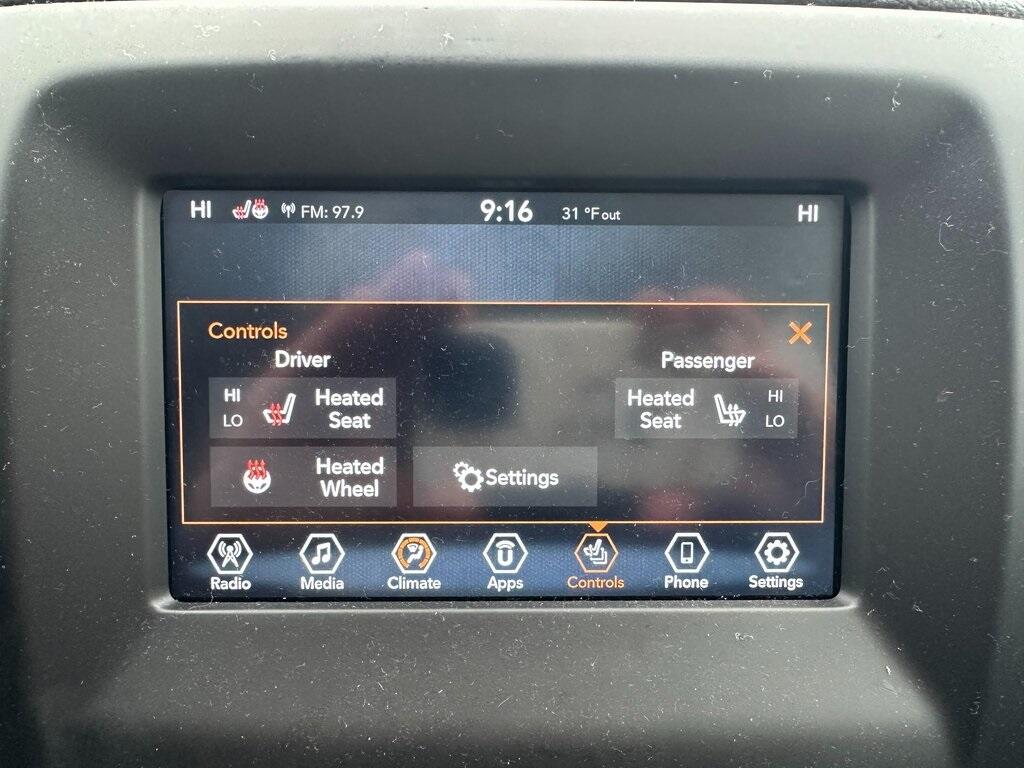 HI FM: 97.9 9:16 31 °F out HI
Controls
Driver Passenger
HI Heated Heated HI
LO Seat Seat LO
Heated Settings
Wheel
Radio Media Climate Apps Controls Phone Settings